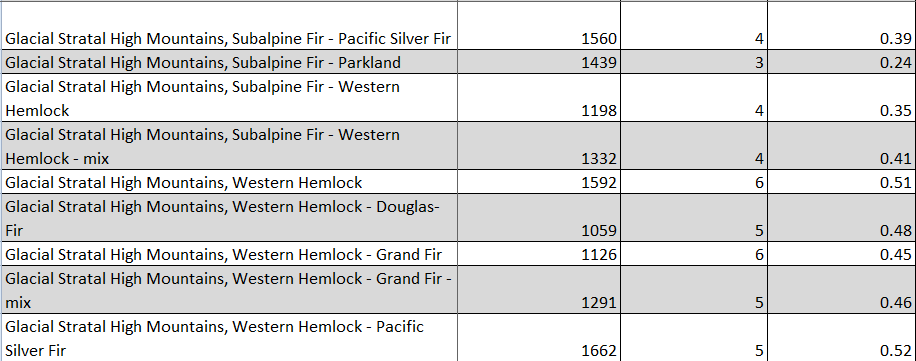 Glacial Stratal High Mountains, Subalpine Fir - Pacific Silver Fir 1560 4 0.39
Glacial Stratal High Mountains, Subalpine Fir - Parkland 1439 3 0.24
Glacial Stratal High Mountains, Subalpine Fir - Western
Hemlock 1198 4 0.35
Glacial Stratal High Mountains, Subalpine Fir - Western
Hemlock - mix 1332 4 0.41
Glacial Stratal High Mountains, Western Hemlock 1592 6 0.51
Glacial Stratal High Mountains, Western Hemlock - Douglas-
Fir 1059 5 0.48
Glacial Stratal High Mountains, Western Hemlock - Grand Fir 1126 6 0.45
Glacial Stratal High Mountains, Western Hemlock - Grand Fir -
mix 1291 5 0.46
Glacial Stratal High Mountains, Western Hemlock - Pacific
Silver Fir 1662 5 0.52